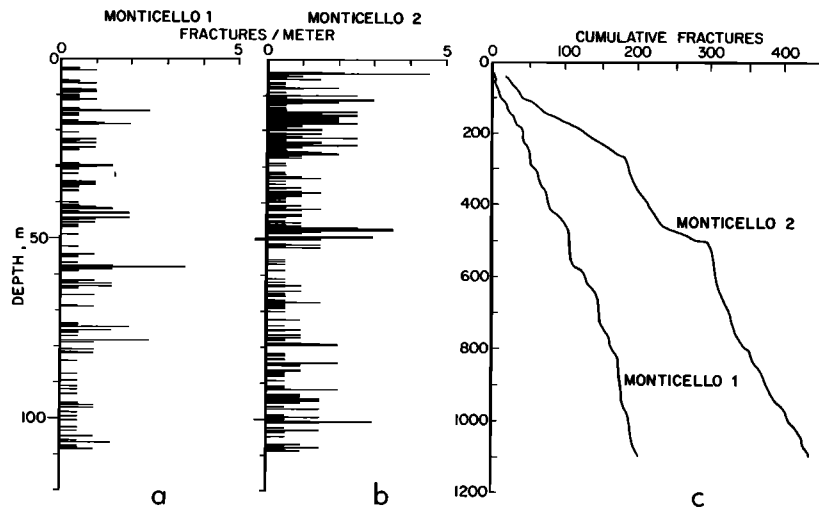 MONTICELLO 1 MONTICELLO 2
FRACTURES / METER
0 5
0 5
0
50
100
DEPTH, m
a
b
CUMULATIVE FRACTURES
0 100 200 300 400
200
400
600
800
1000
1200
MONTICELLO 2
MONTICELLO 1
c